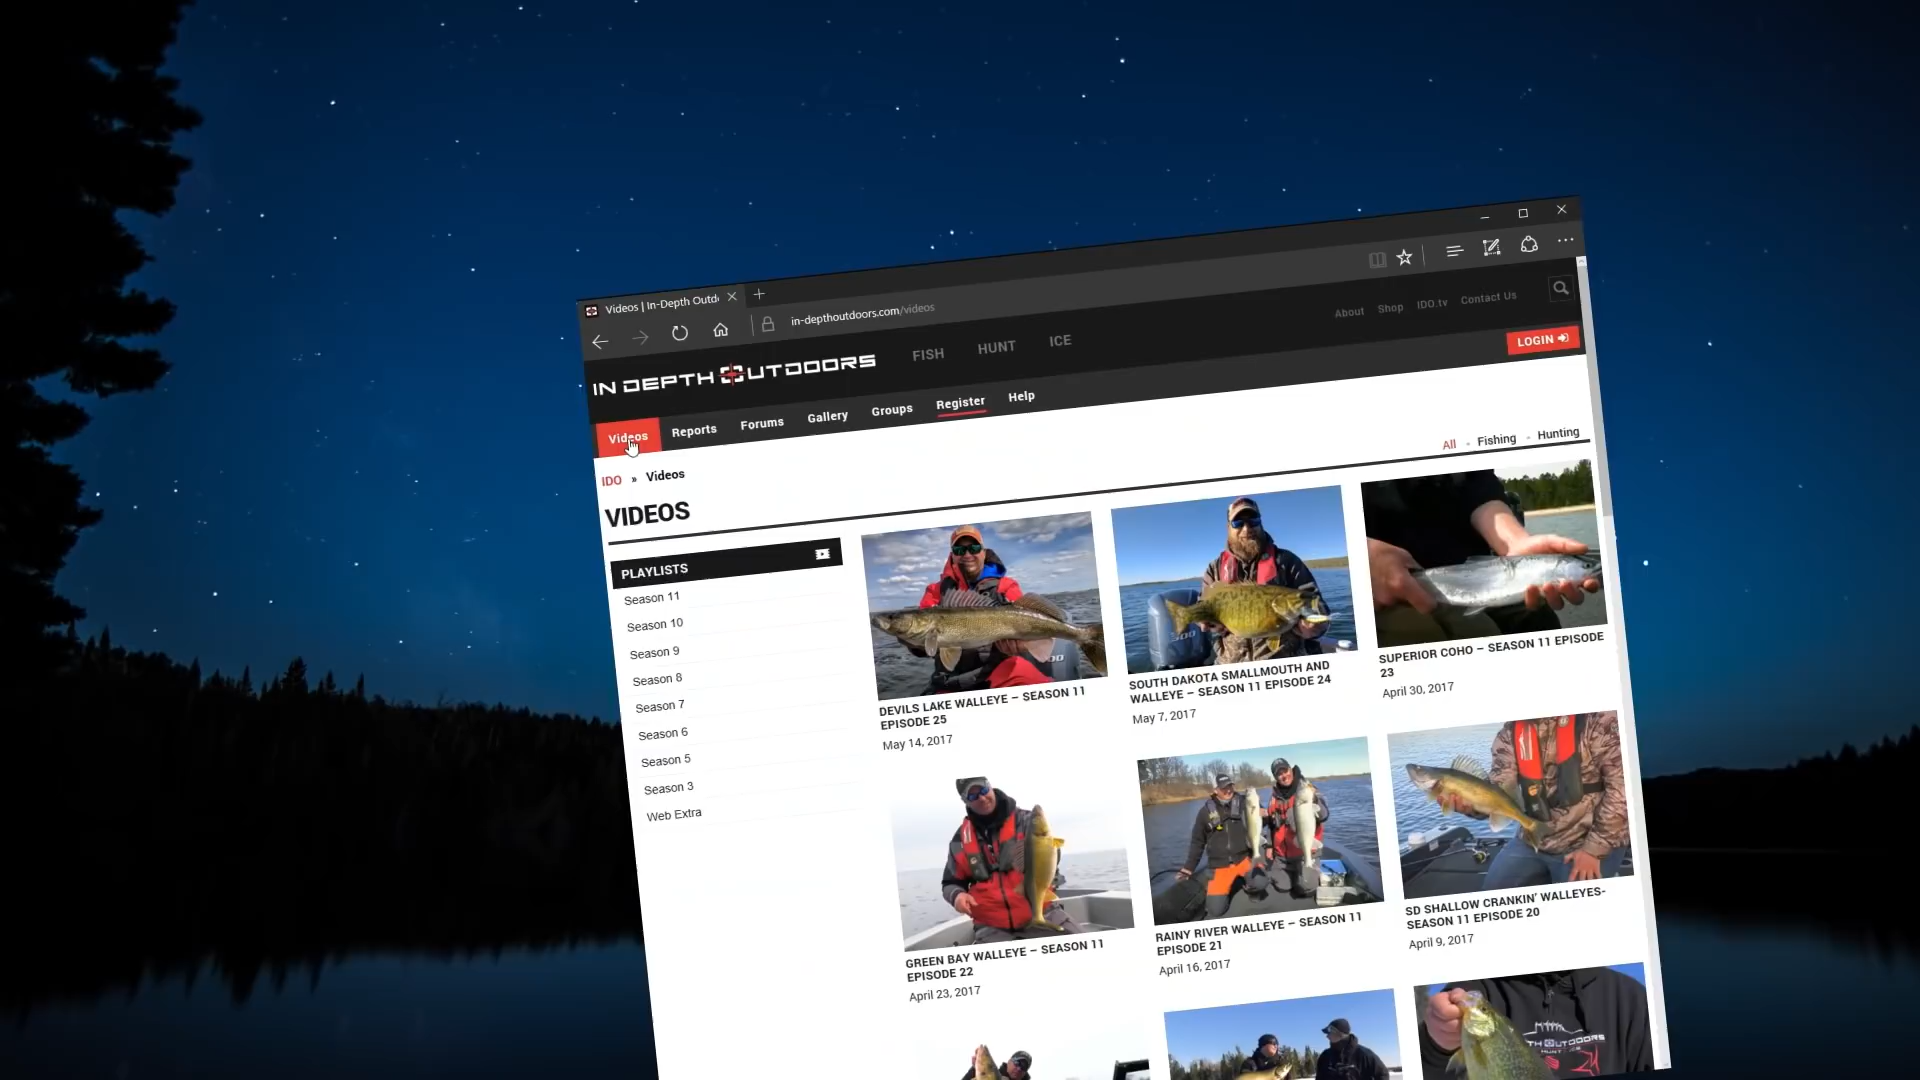 Videos | In-Depth Outd
in-depthoutdoors.com/videos
IN DEPTH OUTDOORS
FISH
HUNT
ICE
About
Shop
IDO.tv
Contact Us
LOGIN
Videos
Reports
Forums
Gallery
Groups
Register
Help
IDO » Videos
All
Fishing
Hunting
VIDEOS
PLAYLISTS
Season 11
Season 10
Season 9
Season 8
Season 7
Season 6
Season 5
Season 3
Web Extra
DEVILS LAKE WALLEYE – SEASON 11
EPISODE 25
May 14, 2017
SOUTH DAKOTA SMALLMOUTH AND
WALLEYE – SEASON 11 EPISODE 24
May 7, 2017
SUPERIOR COHO – SEASON 11 EPISODE
23
April 30, 2017
GREEN BAY WALLEYE – SEASON 11
EPISODE 22
April 23, 2017
RAINY RIVER WALLEYE – SEASON 11
EPISODE 21
April 16, 2017
SD SHALLOW CRANKIN' WALLEYES-
SEASON 11 EPISODE 20
April 9, 2017